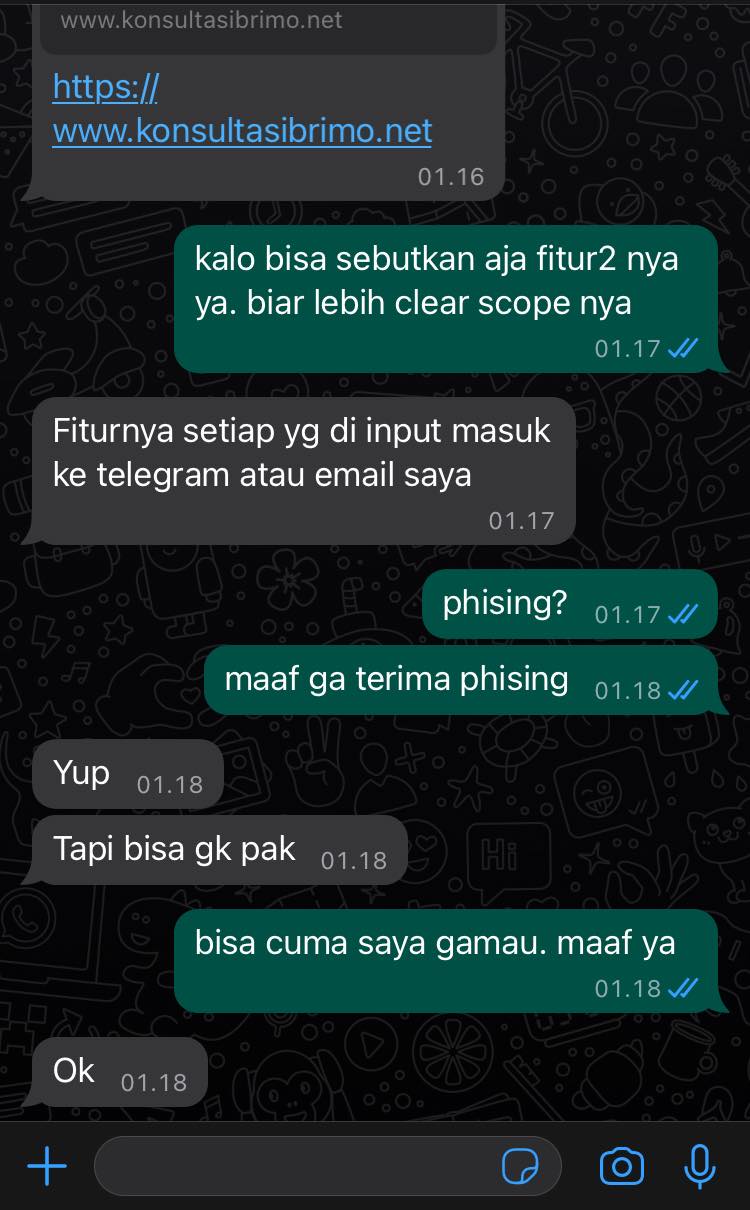 www.konsultasibrimo.net
https://
www.konsultasibrimo.net
01.16
kalo bisa sebutkan aja fitur2 nya
ya. biar lebih clear scope nya
01.17
Fiturnya setiap yg di input masuk
ke telegram atau email saya
01.17
phising? 01.17
maaf ga terima phising 01.18
Yup 01.18
Tapi bisa gk pak 01.18
Hi
bisa cuma saya gamau. maaf ya
01.18
Ok 01.18